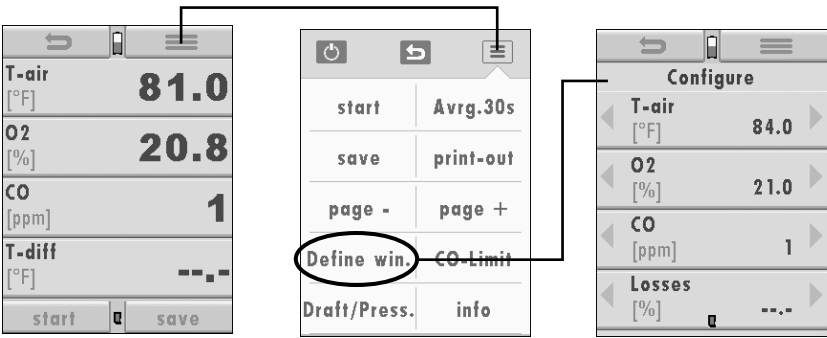 T-air
[°F]
81.0
O2
[%]
20.8
CO
[ppm]
1
T-diff
[°F]
--.-
start save
start Avrg.30s
save print-out
page - page +
Define win. CO-Limit
Draft/Press. info
Configure
T-air
[°F]
84.0
O2
[%]
21.0
CO
[ppm]
1
Losses
[%]
--.-